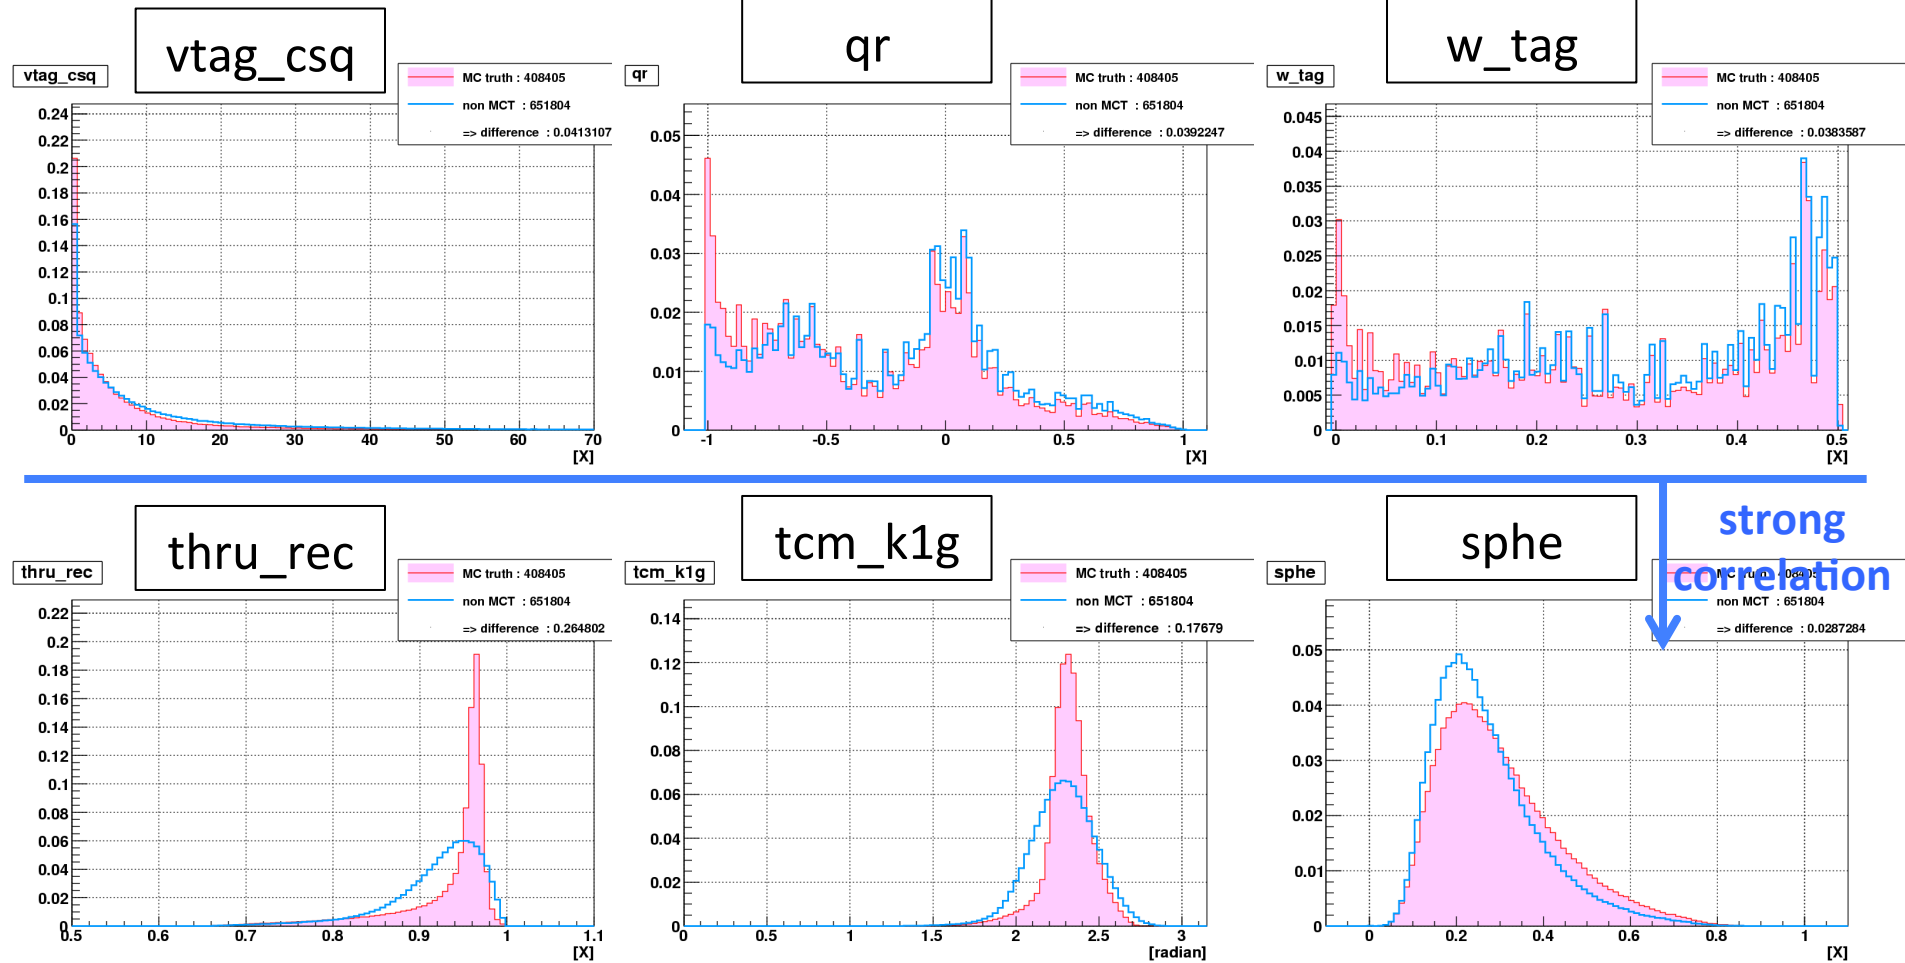 vtag_csq
vtag_csq
MC truth : 408405
non MCT : 651804
=> difference : 0.0413107
0.24
0.22
0.2
0.18
0.16
0.14
0.12
0.1
0.08
0.06
0.04
0.02
0
0 10 20 30 40 50 60 70
[X]
qr
qr
MC truth : 408405
non MCT : 651804
=> difference : 0.0392247
0.05
0.04
0.03
0.02
0.01
0
-1 -0.5 0 0.5 1
[X]
w_tag
w_tag
MC truth : 408405
non MCT : 651804
=> difference : 0.0383587
0.045
0.04
0.035
0.03
0.025
0.02
0.015
0.01
0.005
0
0 0.1 0.2 0.3 0.4 0.5
[X]
thru_rec
thru_rec
MC truth : 408405
non MCT : 651804
=> difference : 0.264802
0.22
0.2
0.18
0.16
0.14
0.12
0.1
0.08
0.06
0.04
0.02
0
0.5 0.6 0.7 0.8 0.9 1 1.1
[X]
tcm_k1g
tcm_k1g
MC truth : 408405
non MCT : 651804
=> difference : 0.17679
0.14
0.12
0.1
0.08
0.06
0.04
0.02
0
0 0.5 1 1.5 2 2.5 3
[radian]
sphe
sphe
strong
correlation
MC truth : 408405
non MCT : 651804
=> difference : 0.0287284
0.05
0.04
0.03
0.02
0.01
0
0 0.2 0.4 0.6 0.8 1
[X]